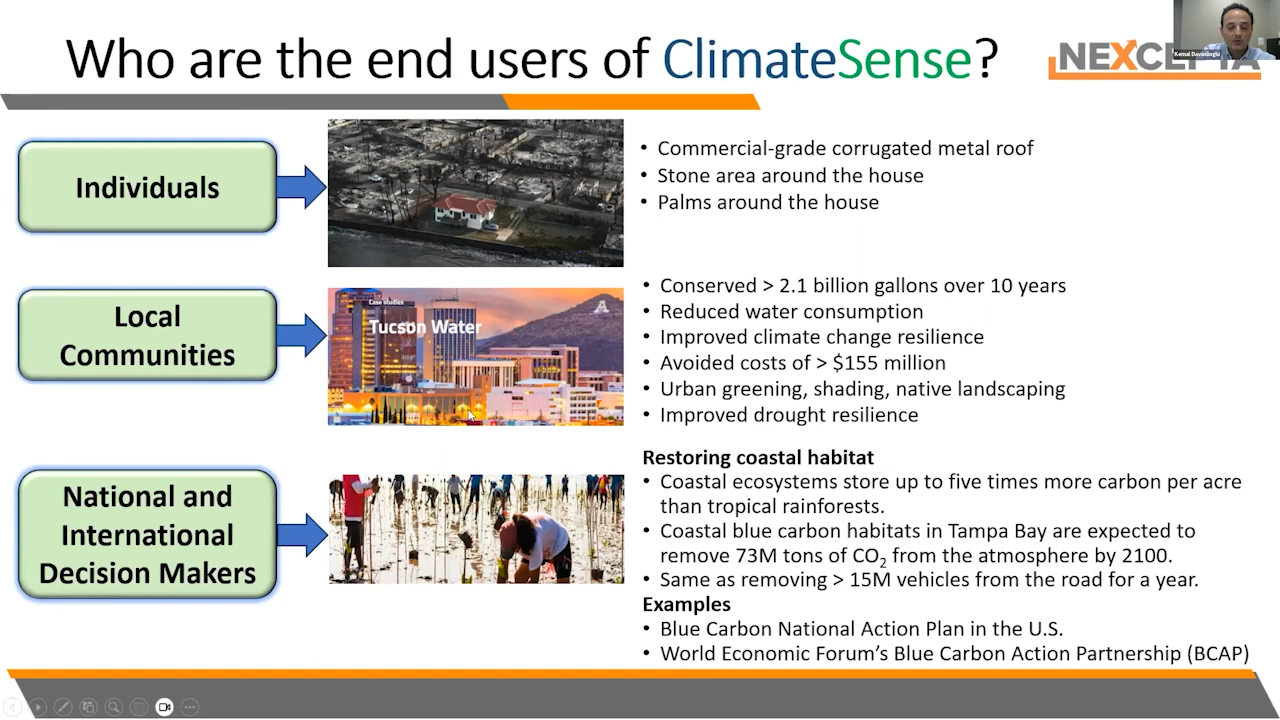 Who are the end users of ClimateSense?
NEXCEPTA
Kemal Davaslioglu
Individuals
• Commercial-grade corrugated metal roof
• Stone area around the house
• Palms around the house
Local
Communities
Case studies
Tucson Water
A
• Conserved > 2.1 billion gallons over 10 years
• Reduced water consumption
• Improved climate change resilience
• Avoided costs of > $155 million
• Urban greening, shading, native landscaping
• Improved drought resilience
National and
International
Decision Makers
Restoring coastal habitat
• Coastal ecosystems store up to five times more carbon per acre
than tropical rainforests.
• Coastal blue carbon habitats in Tampa Bay are expected to
remove 73M tons of CO₂ from the atmosphere by 2100.
• Same as removing > 15M vehicles from the road for a year.
Examples
• Blue Carbon National Action Plan in the U.S.
• World Economic Forum’s Blue Carbon Action Partnership (BCAP)